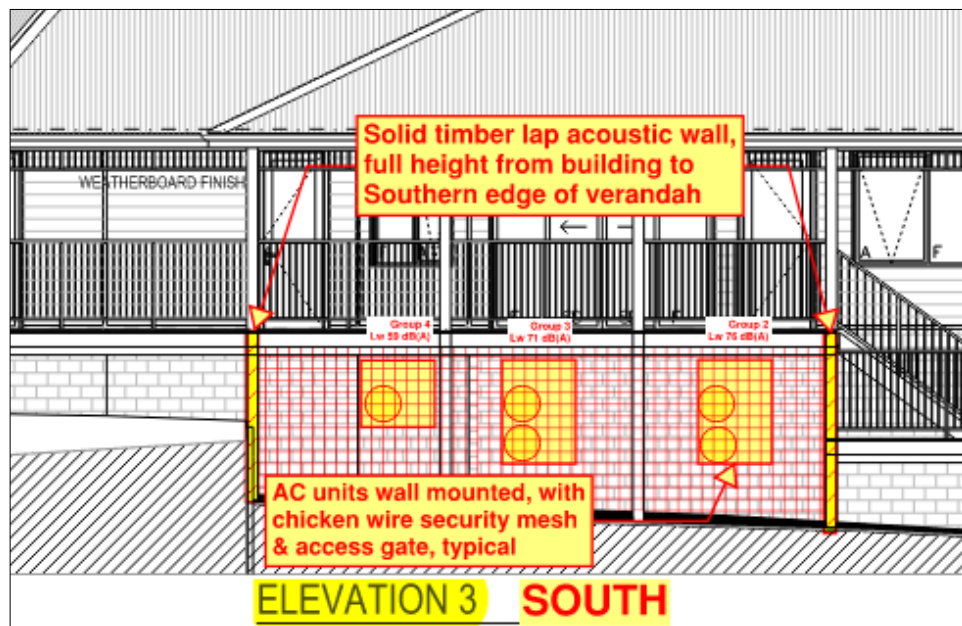 Solid timber lap acoustic wall,
full height from building to
Southern edge of verandah
WEATHERBOARD FINISH
A
F
Group 4
Lw 59 dB(A)
Group 3
Lw 71 dB(A)
Group 2
Lw 76 dB(A)
AC units wall mounted, with
chicken wire security mesh
& access gate, typical
ELEVATION 3 SOUTH